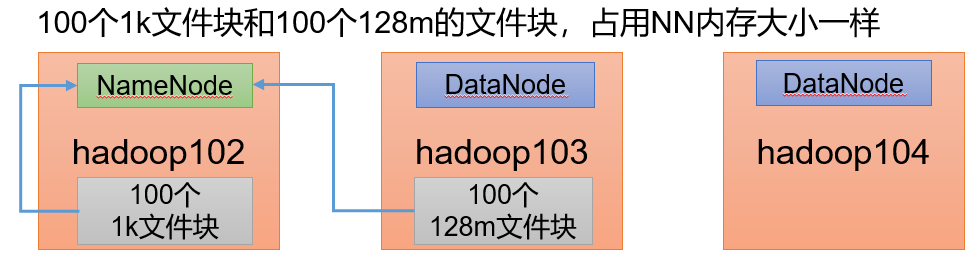 100个1k文件块和100个128m的文件块，占用NN内存大小一样
NameNode
hadoop102
100个
1k文件块
DataNode
hadoop103
100个
128m文件块
DataNode
hadoop104